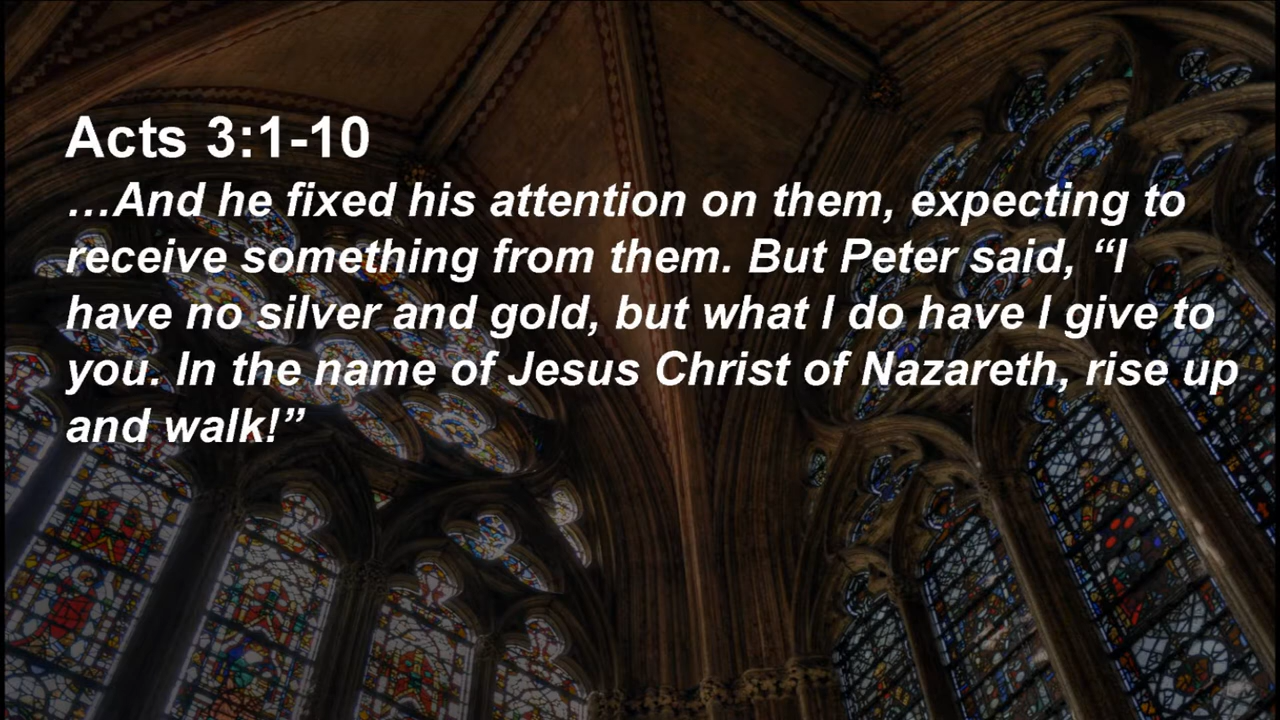 Acts 3:1-10
…And he fixed his attention on them, expecting to
receive something from them. But Peter said, “I
have no silver and gold, but what I do have I give to
you. In the name of Jesus Christ of Nazareth, rise up
and walk!”